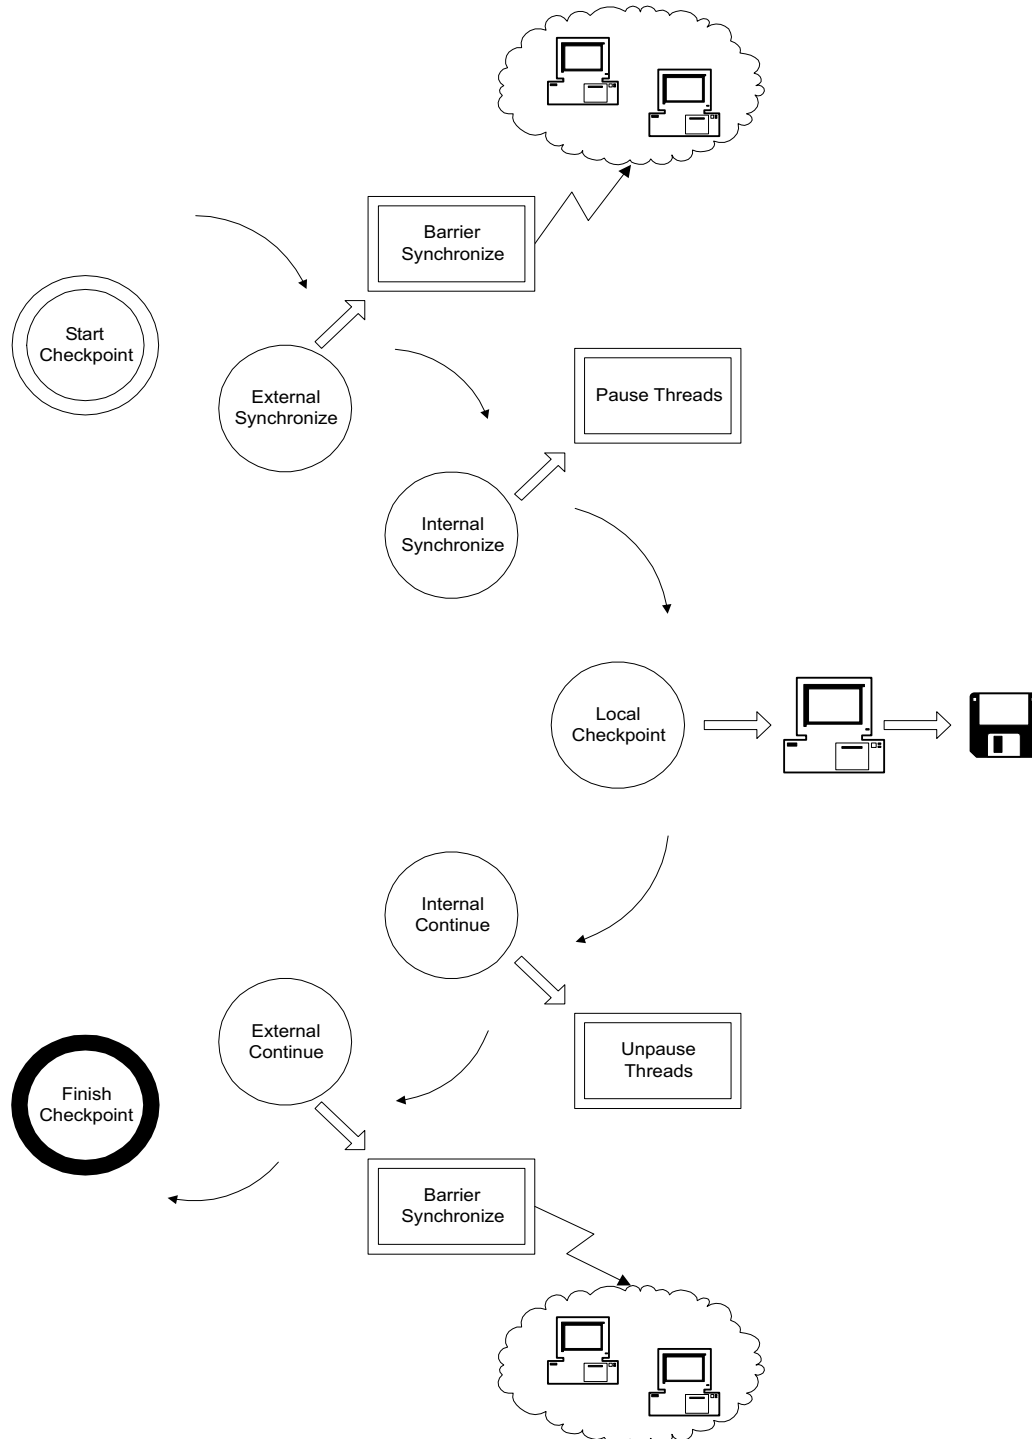 Barrier
Synchronize
Start
Checkpoint
External
Synchronize
Pause Threads
Internal
Synchronize
Local
Checkpoint
Internal
Continue
External
Continue
Unpause
Threads
Finish
Checkpoint
Barrier
Synchronize